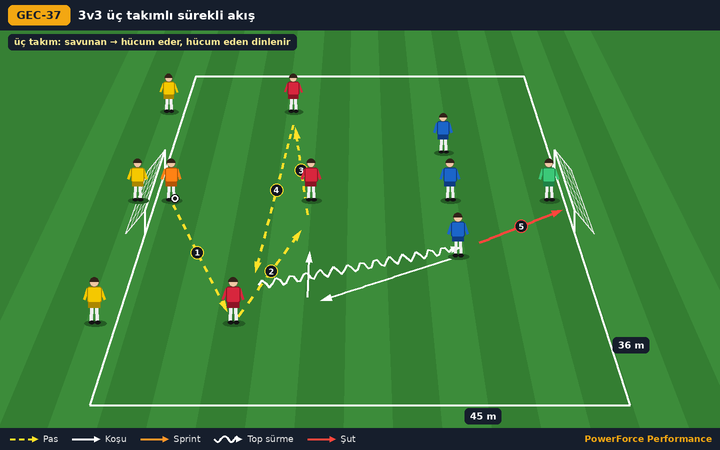 GEC-37 3v3 üç takımlı sürekli akış
üç takım: savunan → hücum eder, hücum eden dinlenir
3
4
5
1
2
36 m
45 m
Pas Koşu Sprint Top sürme Şut PowerForce Performance